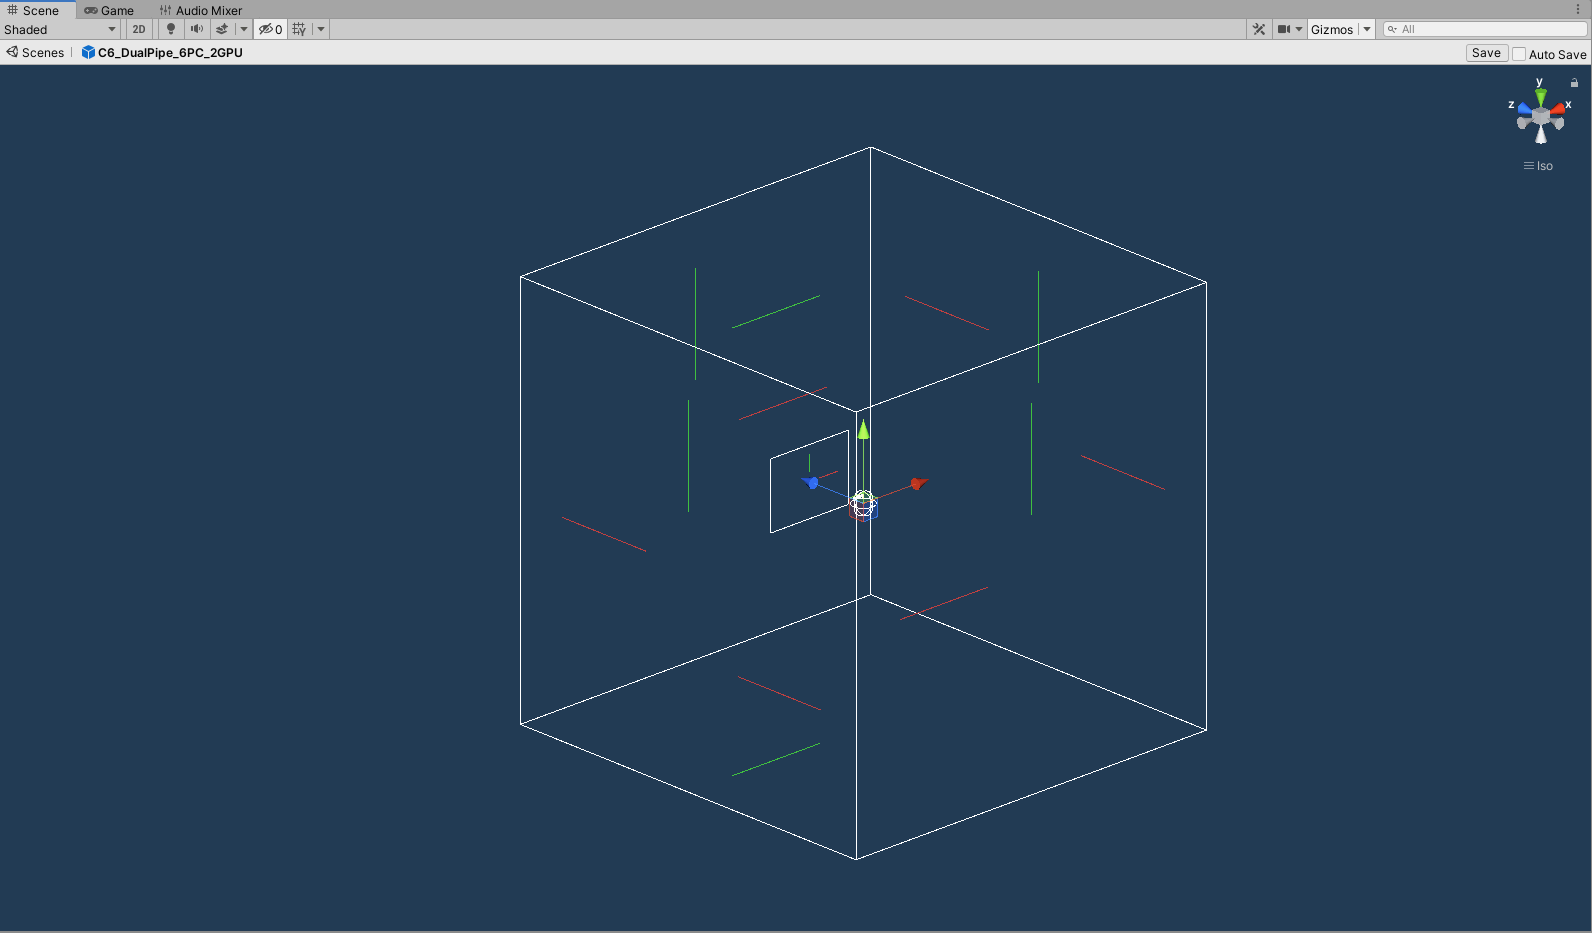 Scene Game Audio Mixer
Shaded 2D 0 Gizmos All
Scenes C6_DualPipe_6PC_2GPU Save Auto Save
y
z x
Iso